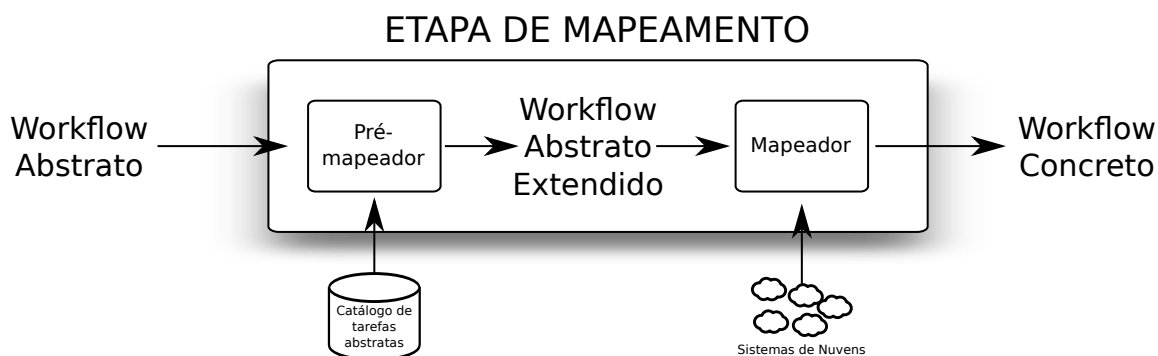 ETAPA DE MAPEAMENTO
Workflow
Abstrato
Pré-
mapeador
Workflow
Abstrato
Extendido
Mapeador
Workflow
Concreto
Catálogo de
tarefas
abstratas
Sistemas de Nuvens